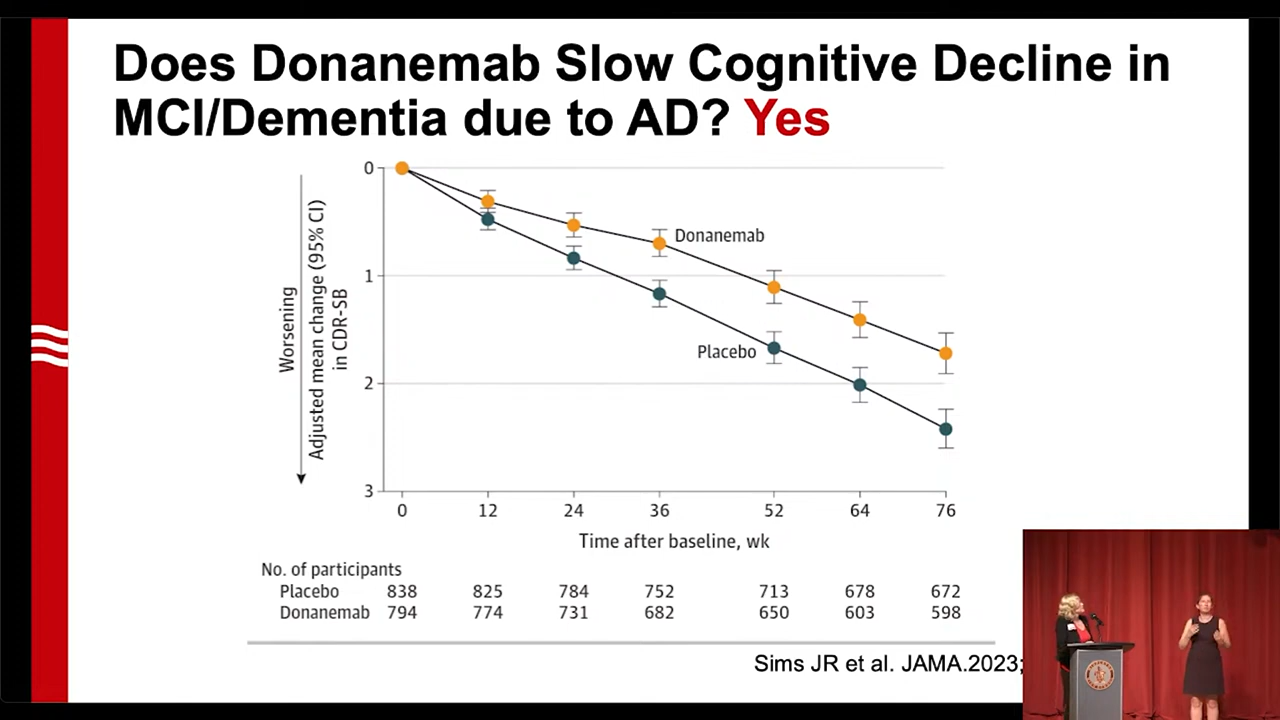 Does Donanemab Slow Cognitive Decline in
MCI/Dementia due to AD? Yes
Worsening
Adjusted mean change (95% CI)
in CDR-SB
0
1
2
3
Donanemab
Placebo
0 12 24 36 52 64 76
Time after baseline, wk
No. of participants
Placebo 838 825 784 752 713 678 672
Donanemab 794 774 731 682 650 603 598
Sims JR et al. JAMA.2023;